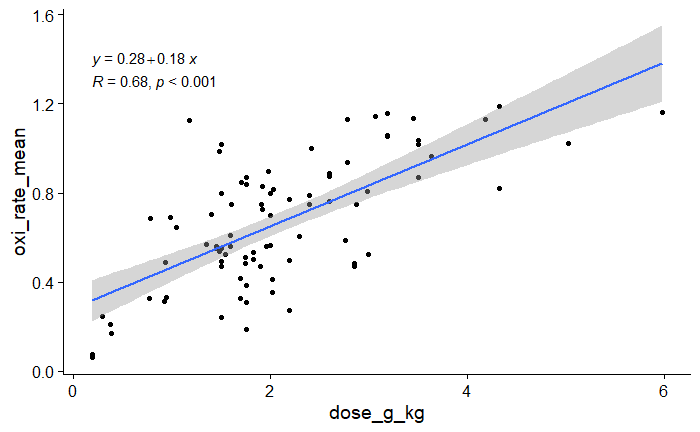 1.6
y = 0.28+0.18 x
R = 0.68, p < 0.001
1.2
oxi_rate_mean
0.8
0.4
0.0
0 2 4 6
dose_g_kg